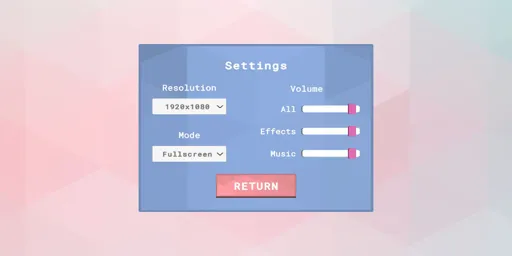 Settings
Resolution
1920x1080
Mode
Fullscreen
Volume
All
Effects
Music
RETURN